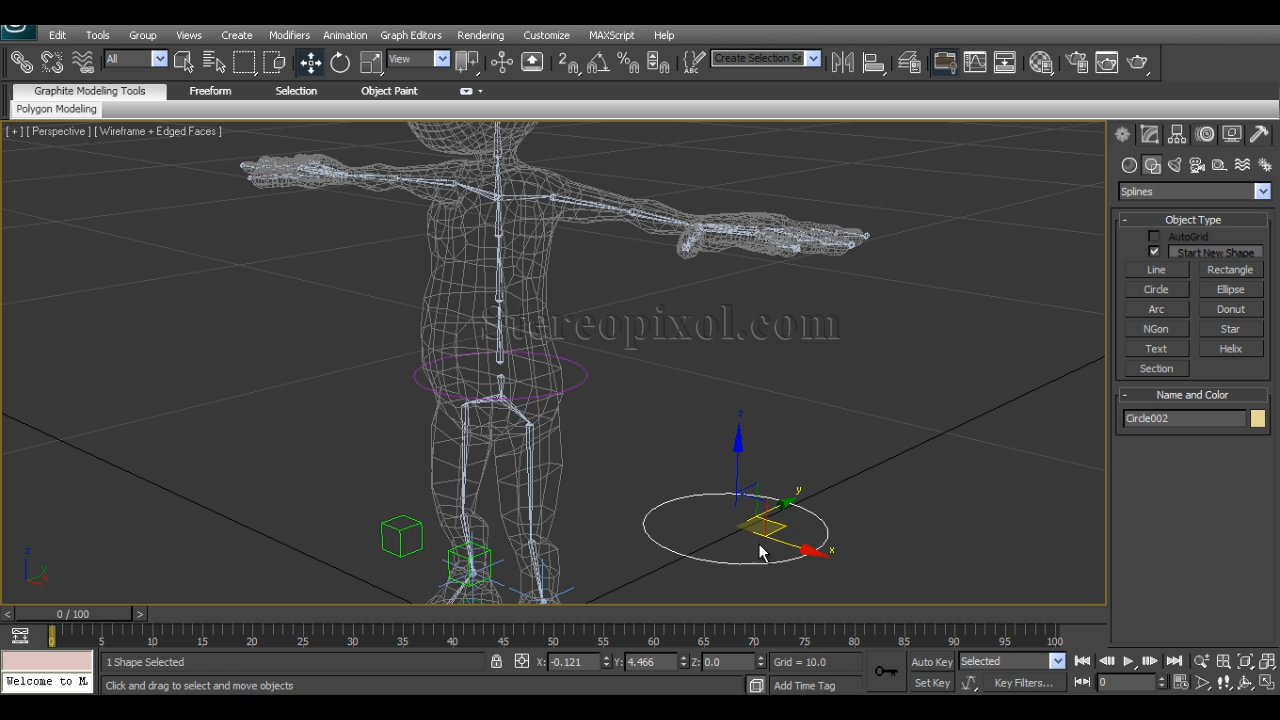 Edit Tools Group Views Create Modifiers Animation Graph Editors Rendering Customize MAXScript Help
All View Create Selection Se
Graphite Modeling Tools Freeform Selection Object Paint
Polygon Modeling
[ + ] [ Perspective ] [ Wireframe + Edged Faces ]
Splines
- Object Type
AutoGrid
Start New Shape
Line Rectangle
Circle Ellipse
Arc Donut
NGon Star
Text Helix
Section
- Name and Color
Circle002
Stereopixol.com
z
y
x
z
y
x
< 0 / 100 >
0 5 10 15 20 25 30 35 40 45 50 55 60 65 70 75 80 85 90 95 100
1 Shape Selected X: -0.121 Y: 4.466 Z: 0.0 Grid = 10.0 Auto Key Selected
Welcome to M Click and drag to select and move objects Add Time Tag Set Key Key Filters... 0